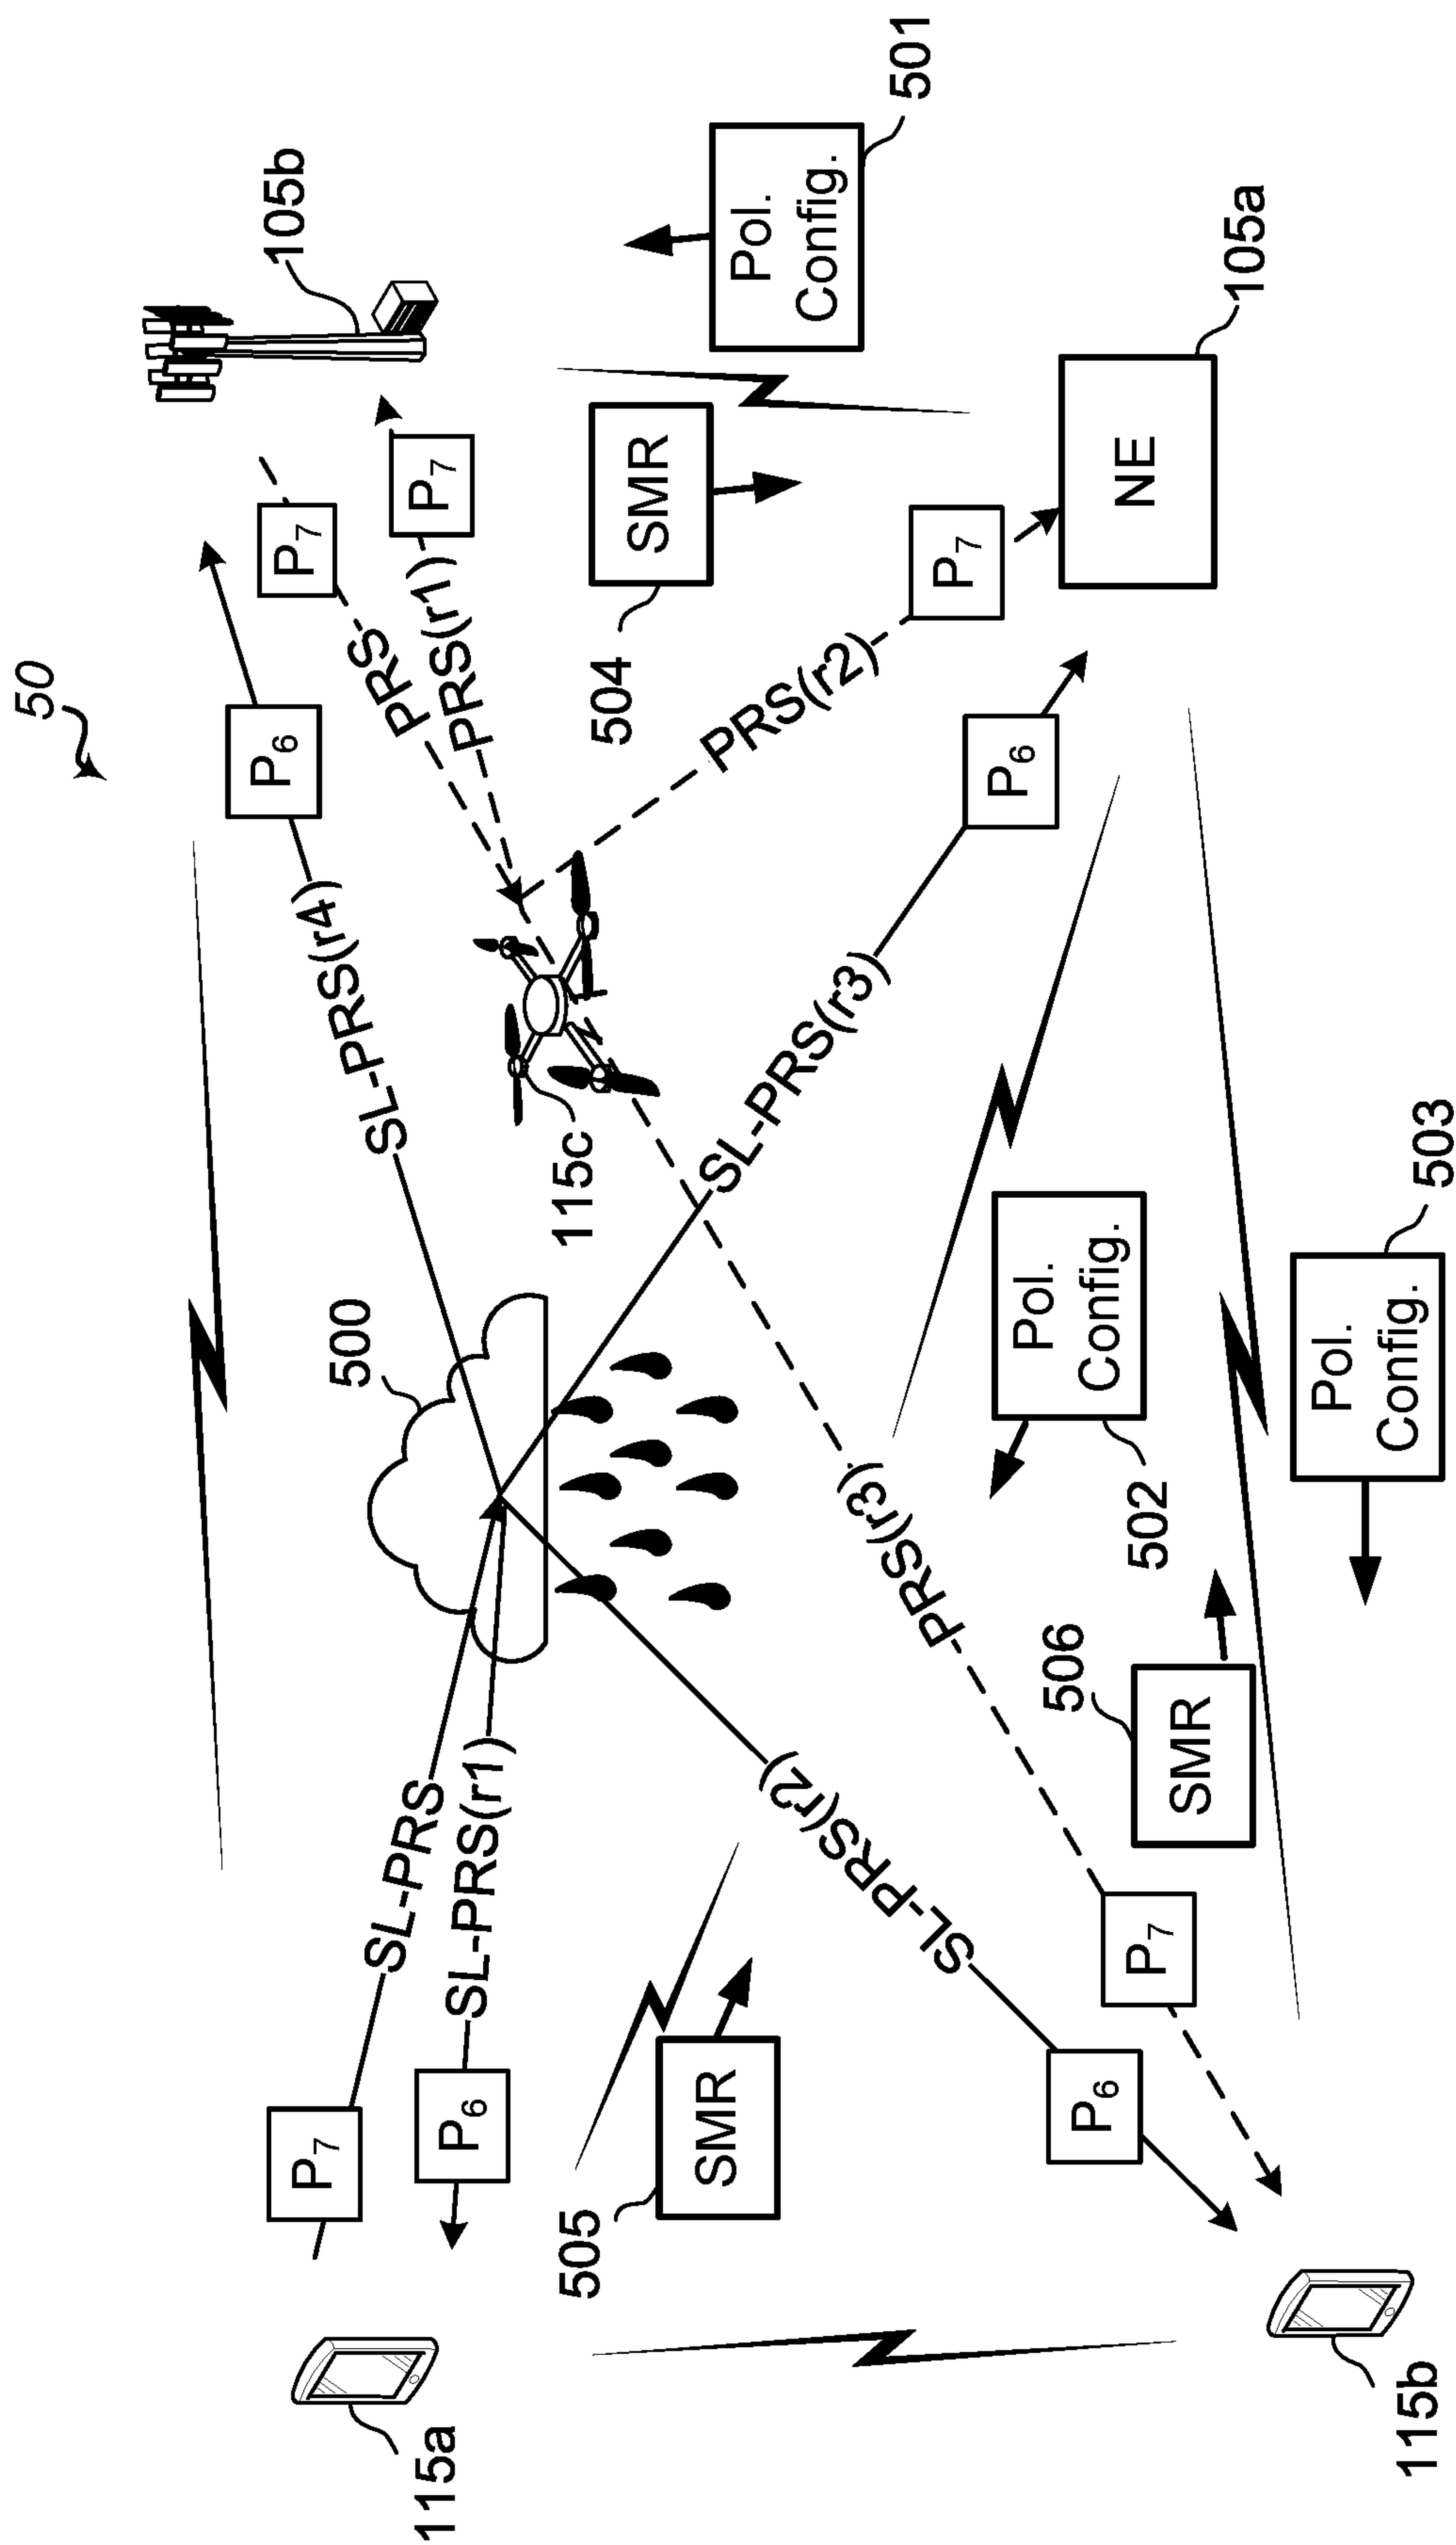 50
115a
P7
SL-PRS
500
SL-PRS(r4)
P6
P6
SL-PRS(r1)
P7
PRS
105b
PRS(r1)
P7
115c
505
SMR
SL-PRS(r2)
504
SMR
PRS(r2)
SL-PRS(r3)
Pol.
Config.
501
PRS(r3)
P7
P6
NE
105a
Pol.
Config.
502
P6
P7
506
SMR
115b
Pol.
Config.
503